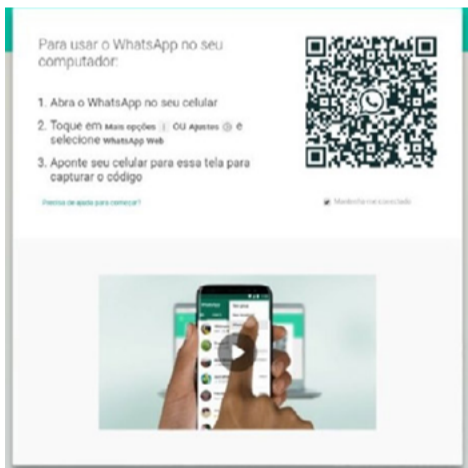 Para usar o WhatsApp no seu
computador:
1. Abra o WhatsApp no seu celular
2. Toque em Mais opções ⋮ ou Ajustes e
selecione WhatsApp Web
3. Aponte seu celular para essa tela para
capturar o código
Precisa de ajuda para começar?
Mantenha-me conectado
WhatsApp